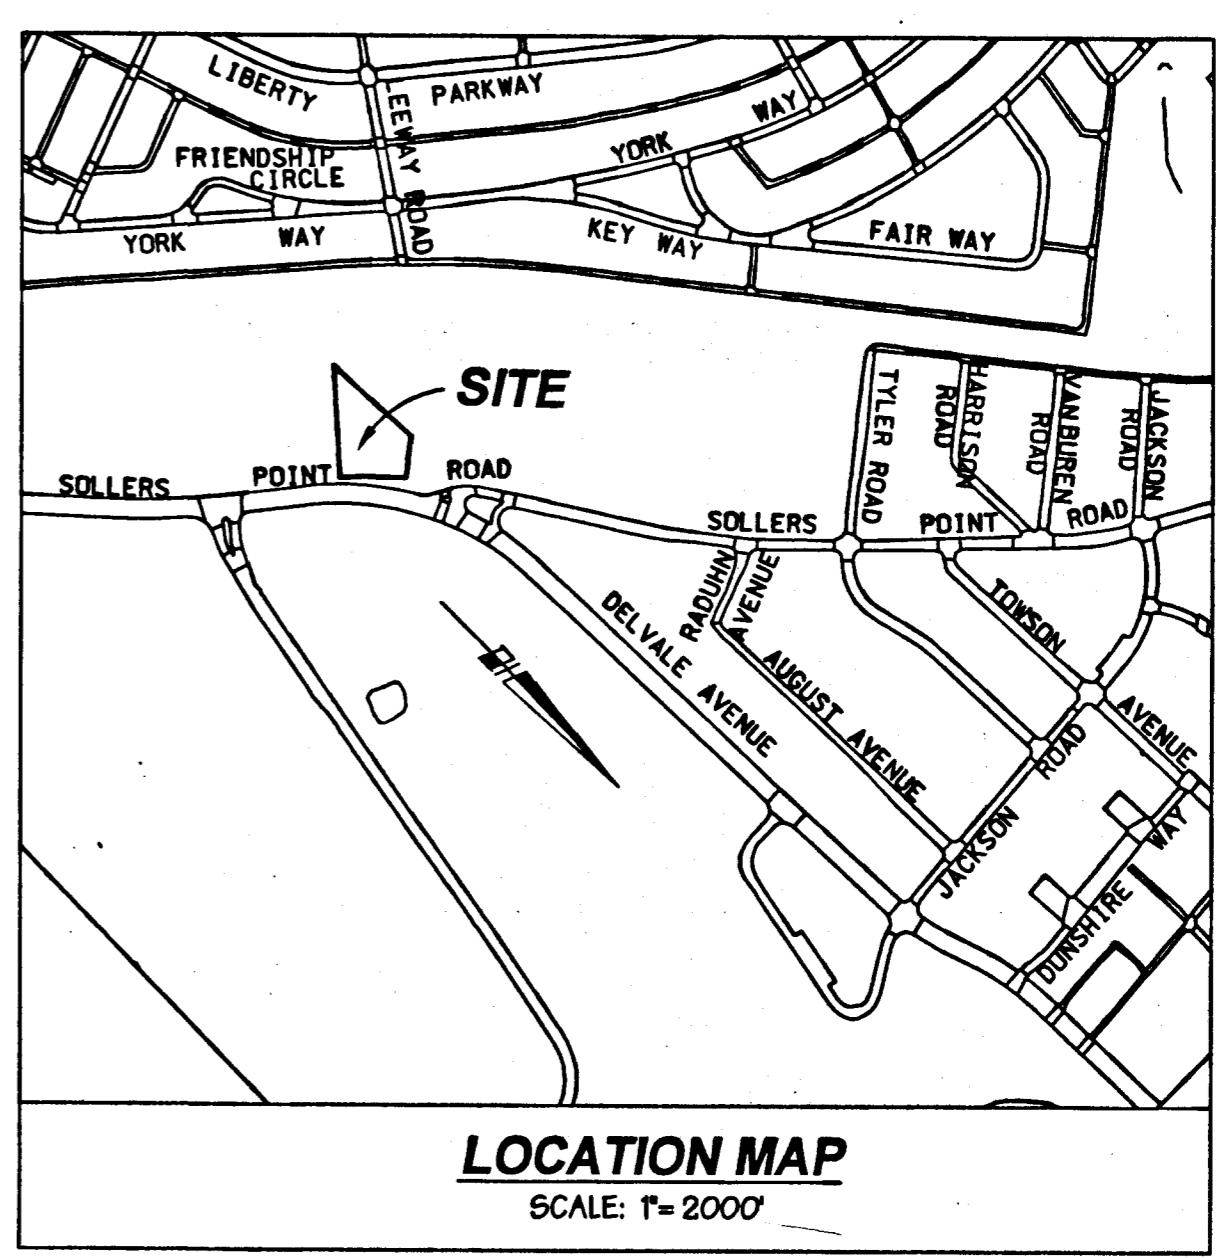 LIBERTY PARKWAY
LEEWAY ROAD
YORK WAY
FRIENDSHIP
CIRCLE
YORK WAY
KEY WAY
FAIR WAY
SITE
TYLER ROAD
HARRISON
ROAD
VANBUREN
ROAD
JACKSON
ROAD
SOLLERS POINT ROAD
SOLLERS POINT ROAD
RADUHN
AVENUE
TOWSON AVENUE
DELVALE AVENUE
AUGUST AVENUE
JACKSON ROAD
DUNSHIRE WAY
LOCATION MAP
SCALE: 1"= 2000'